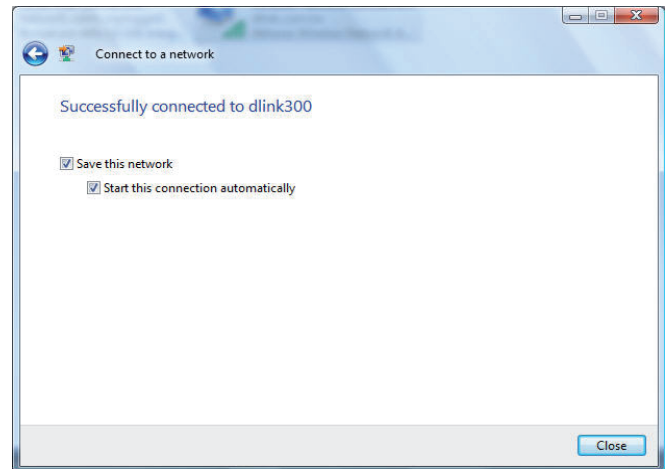 Connect to a network
Successfully connected to dlink300
Save this network
Start this connection automatically
Close